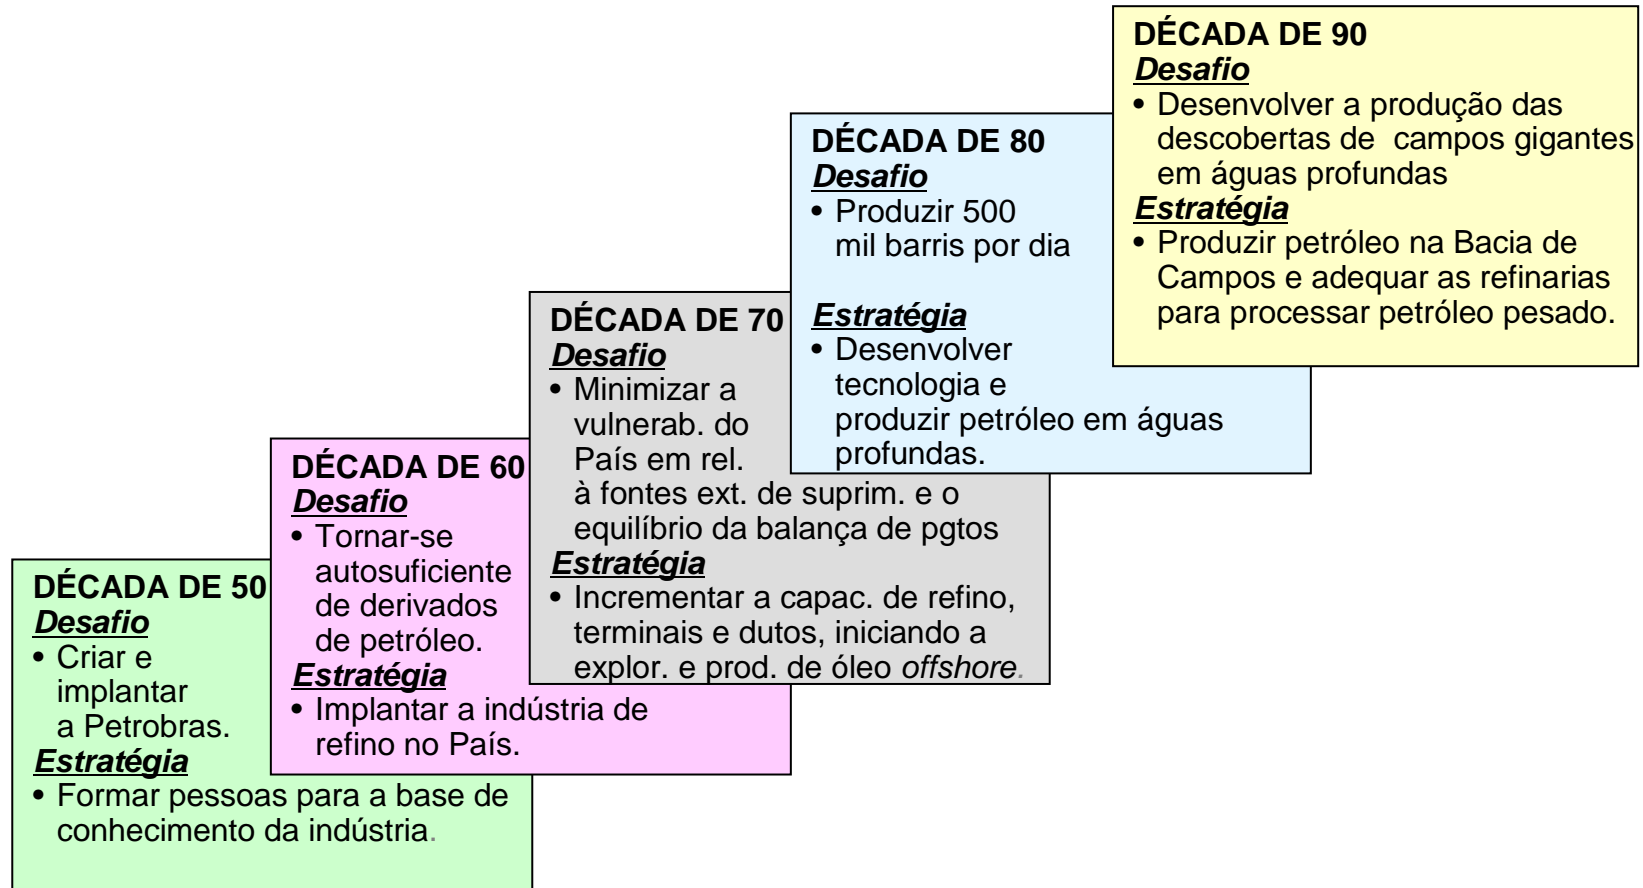 DÉCADA DE 50
Desafio
• Criar e
implantar
a Petrobras.
Estratégia
• Formar pessoas para a base de
conhecimento da indústria.
DÉCADA DE 60
Desafio
• Tornar-se
autosuficiente
de derivados
de petróleo.
Estratégia
• Implantar a indústria de
refino no País.
DÉCADA DE 70
Desafio
• Minimizar a
vulnerab. do
País em rel.
à fontes ext. de suprim. e o
equilíbrio da balança de pgtos
Estratégia
• Incrementar a capac. de refino,
terminais e dutos, iniciando a
explor. e prod. de óleo offshore.
DÉCADA DE 80
Desafio
• Produzir 500
mil barris por dia
Estratégia
• Desenvolver
tecnologia e
produzir petróleo em águas
profundas.
DÉCADA DE 90
Desafio
• Desenvolver a produção das
descobertas de campos gigantes
em águas profundas
Estratégia
• Produzir petróleo na Bacia de
Campos e adequar as refinarias
para processar petróleo pesado.